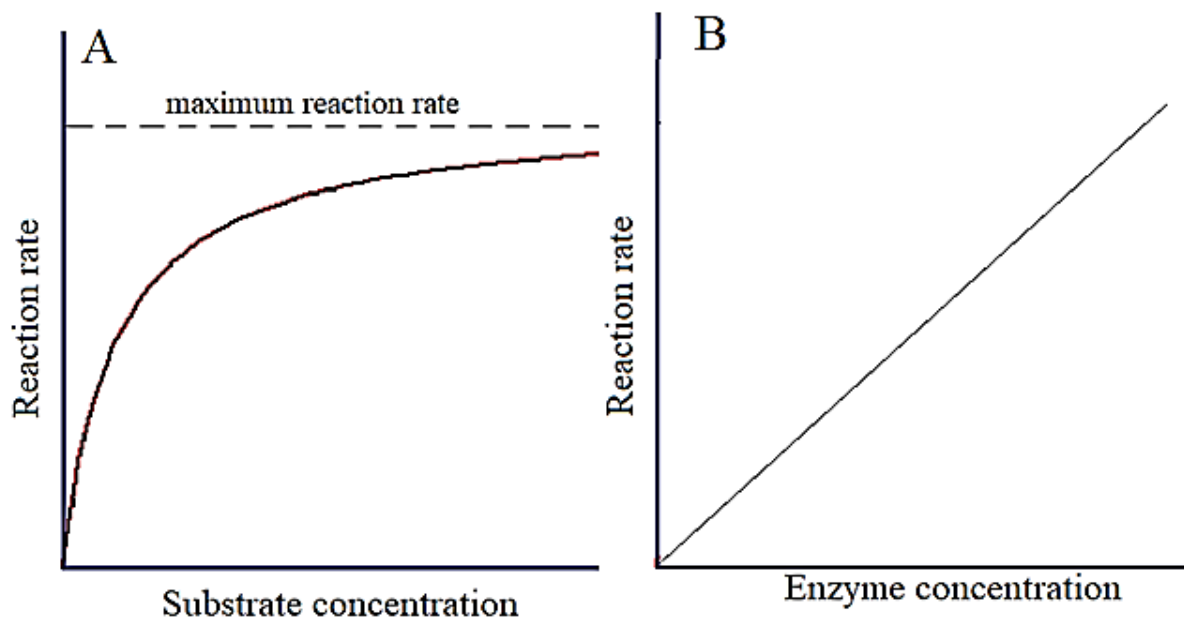 A
maximum reaction rate
Reaction rate
Substrate concentration
B
Reaction rate
Enzyme concentration